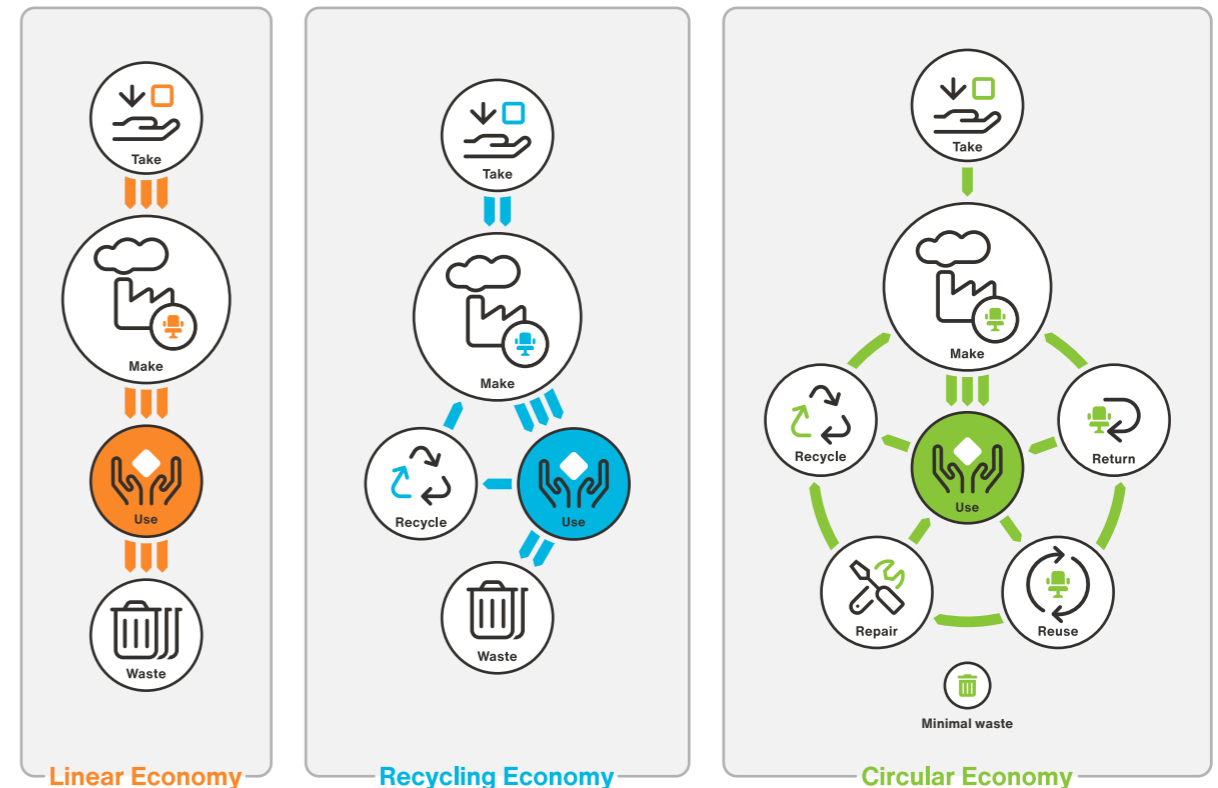 Take
Make
Use
Waste
Linear Economy
Take
Make
Recycle
Use
Waste
Recycling Economy
Take
Make
Recycle
Return
Use
Repair
Reuse
Minimal waste
Circular Economy